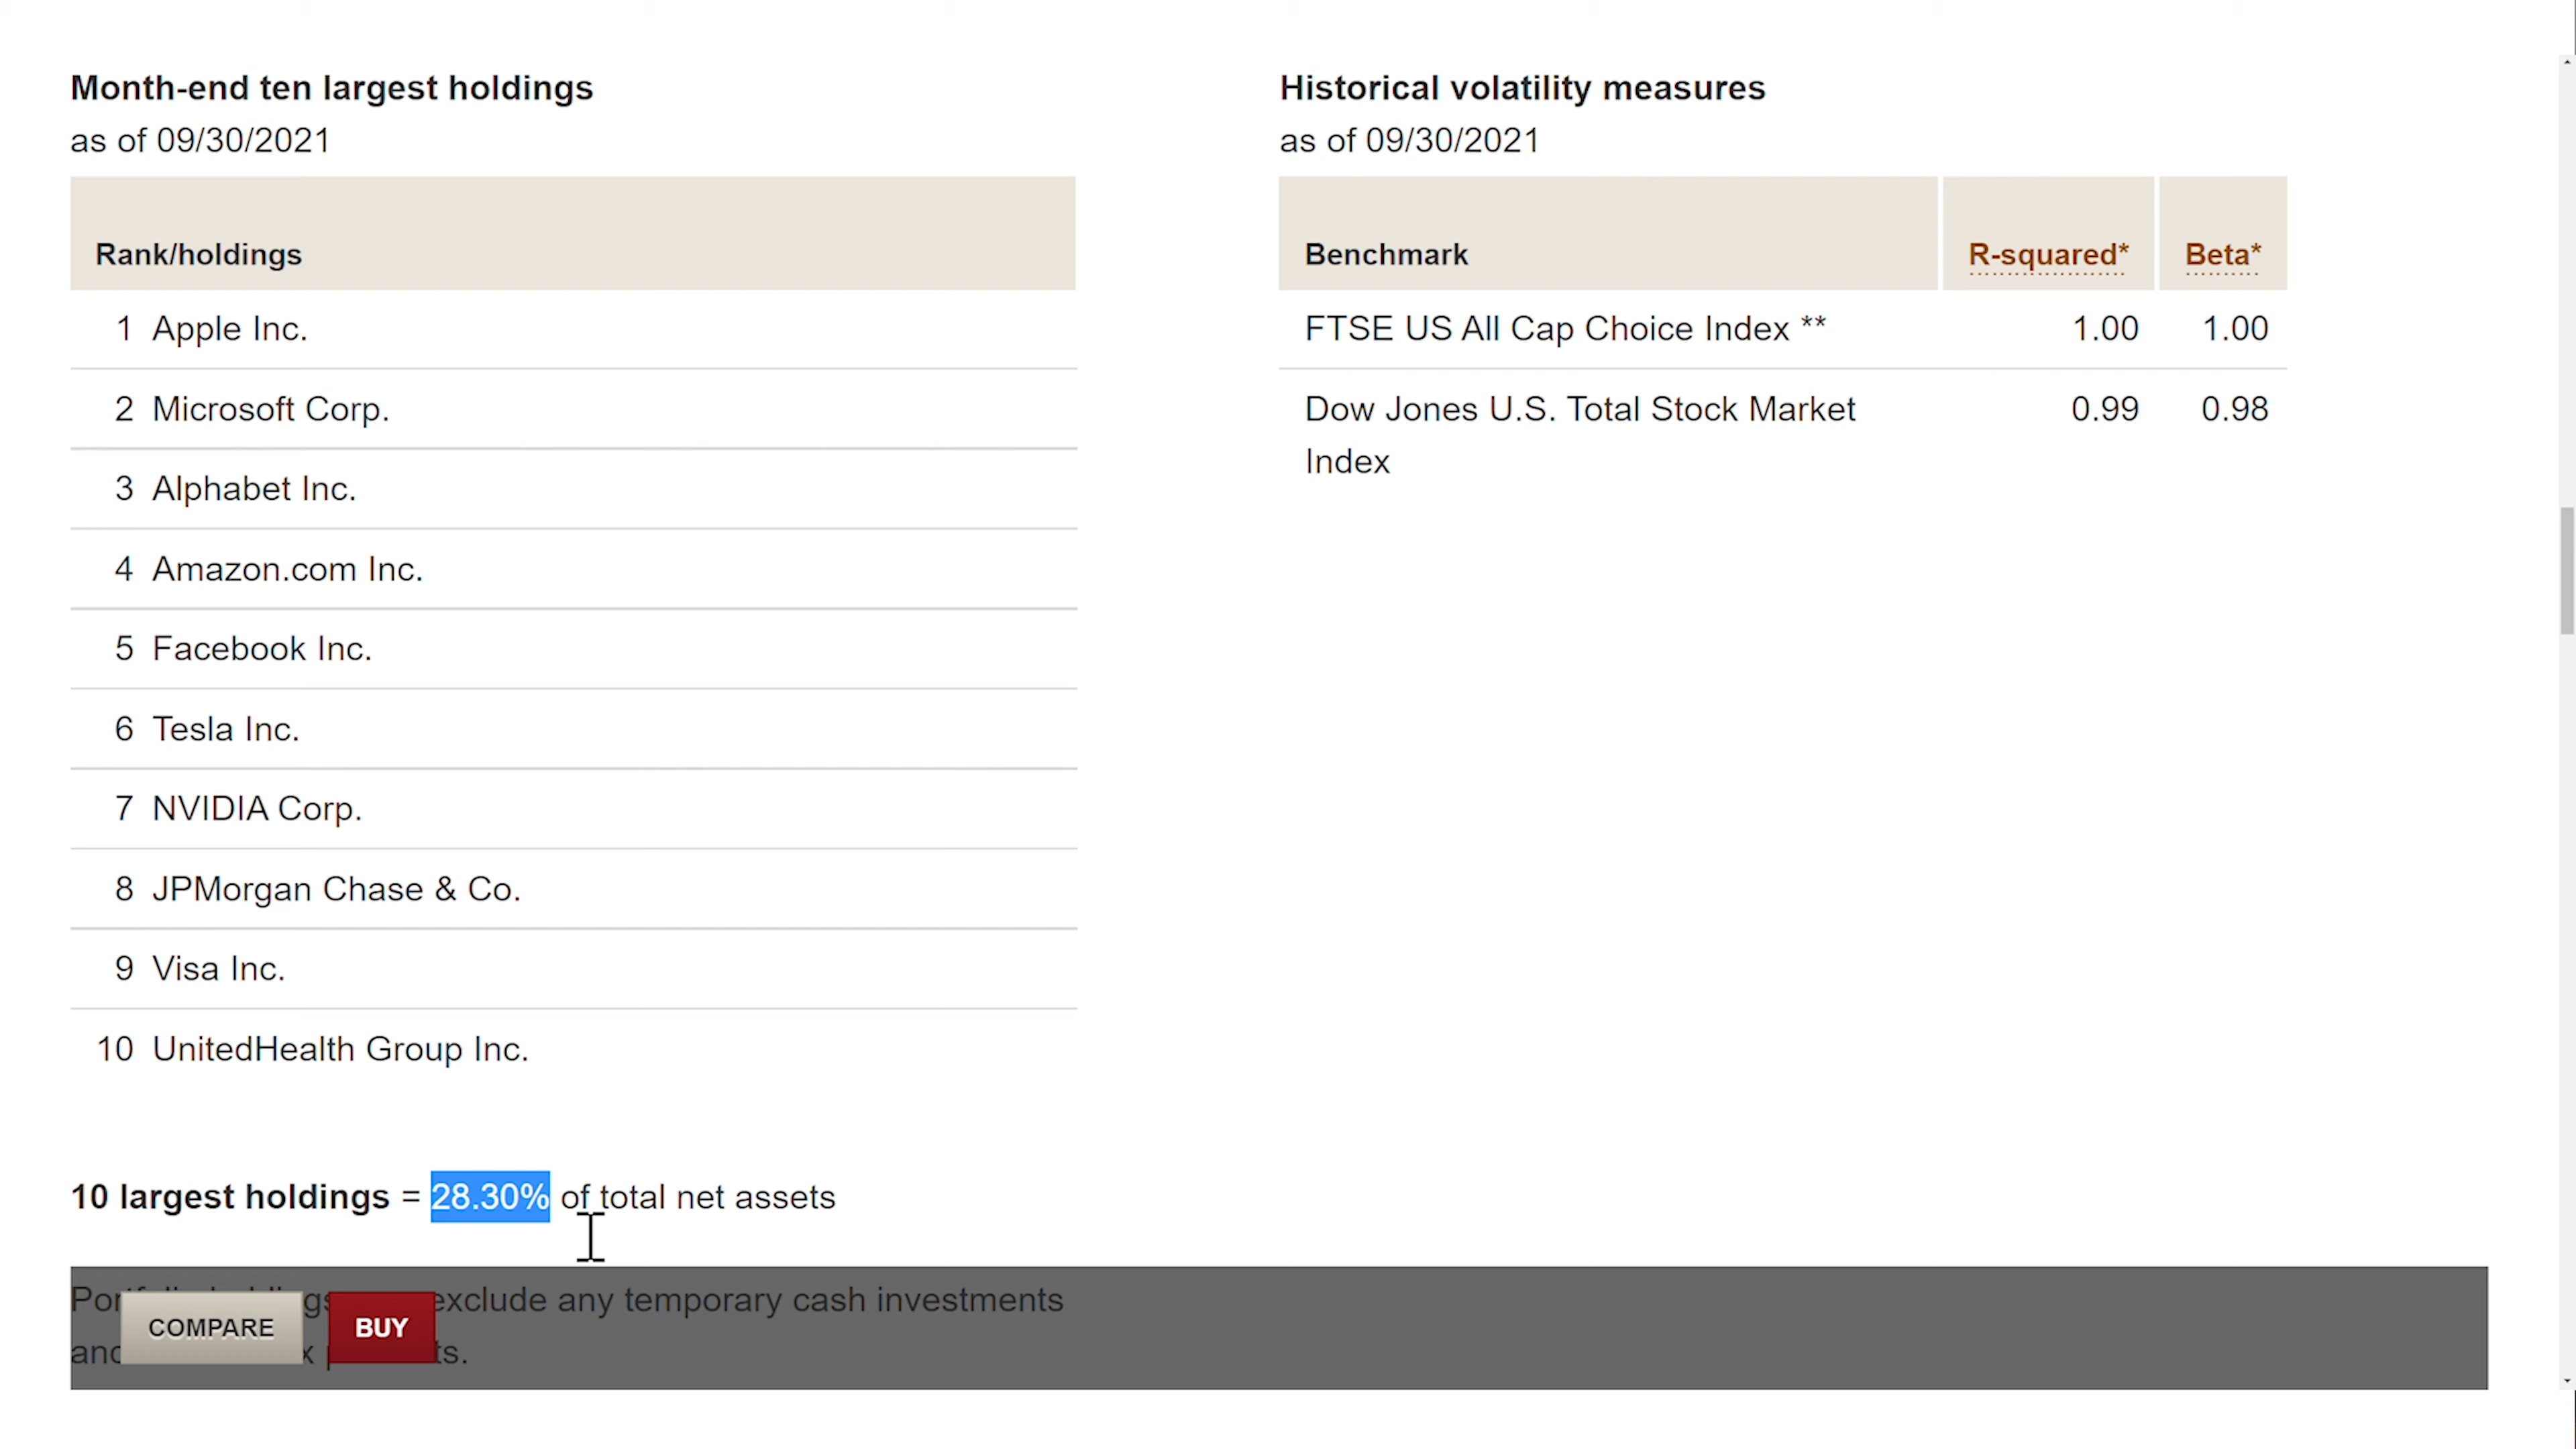 Month-end ten largest holdings
as of 09/30/2021
Rank/holdings
1 Apple Inc.
2 Microsoft Corp.
3 Alphabet Inc.
4 Amazon.com Inc.
5 Facebook Inc.
6 Tesla Inc.
7 NVIDIA Corp.
8 JPMorgan Chase & Co.
9 Visa Inc.
10 UnitedHealth Group Inc.
10 largest holdings = 28.30% of total net assets
exclude any temporary cash investments
COMPARE BUY
Historical volatility measures
as of 09/30/2021
Benchmark R-squared* Beta*
FTSE US All Cap Choice Index ** 1.00 1.00
Dow Jones U.S. Total Stock Market 0.99 0.98
Index